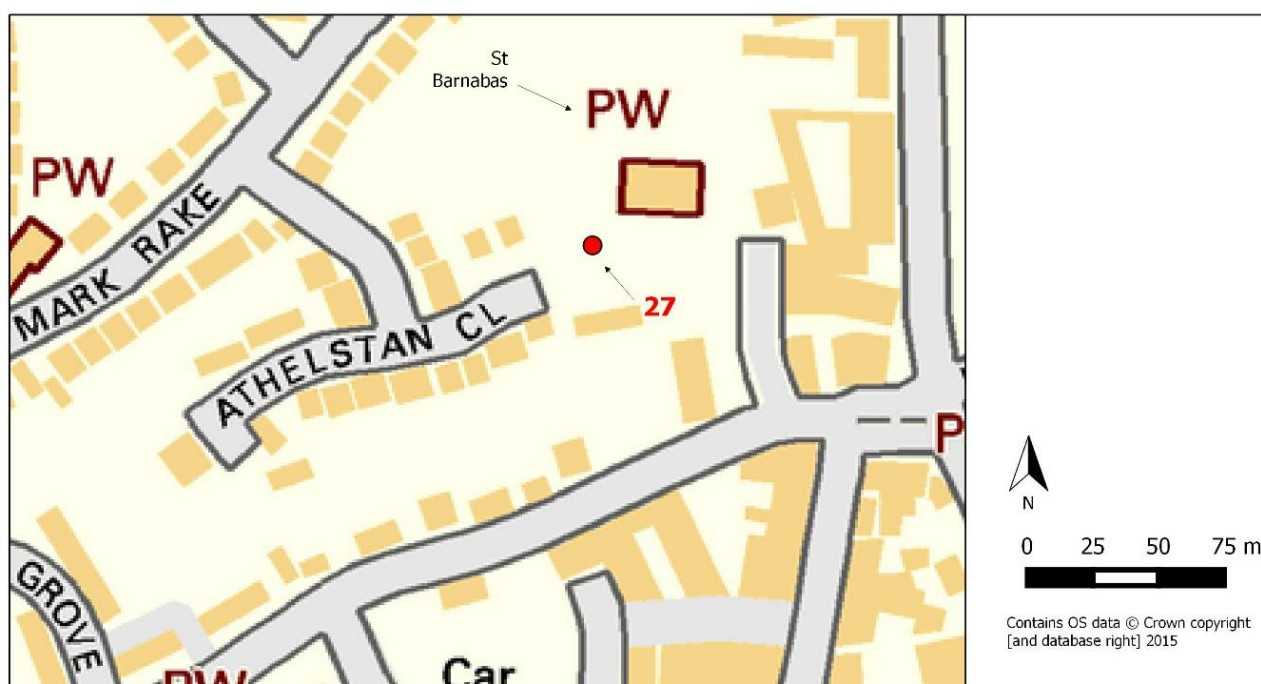 St
Barnabas
PW
PW
MARK RAKE
27
ATHELSTAN CL
P
N
0 25 50 75 m
Contains OS data © Crown copyright
[and database right] 2015
GROVE
PW
Car